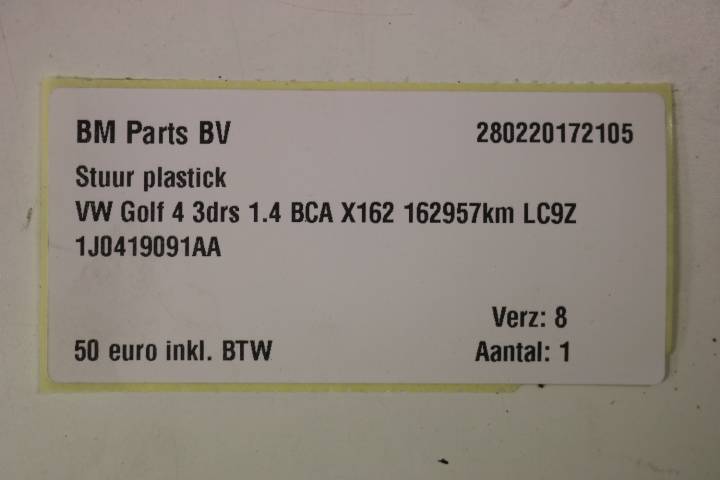 BM Parts BV 280220172105
Stuur plastick
VW Golf 4 3drs 1.4 BCA X162 162957km LC9Z
1J0419091AA
Verz: 8
50 euro inkl. BTW Aantal: 1